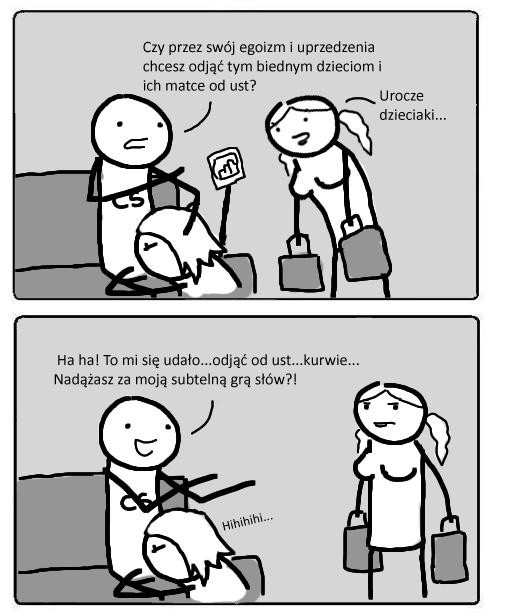 Czy przez swój egoizm i uprzedzenia
chcesz odjąć tym biednym dzieciom i
ich matce od ust?
Urocze
dzieciaki...
CS
Ha ha! To mi się udało...odjąć od ust...kurwie...
Nadążasz za moją subtelną grą słów?!
CS
Hihihihi...